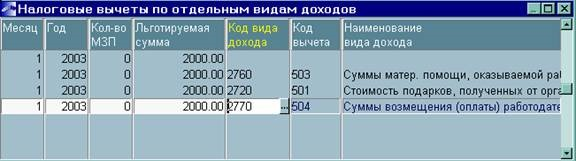 Налоговые вычеты по отдельным видам доходов
Месяц Год Кол-во МЗП Льготируемая сумма Код вида дохода Код вычета Наименование вида дохода
1 2003 0 2000.00
1 2003 0 2000.00 2760 503 Суммы матер. помощи, оказываемой ра
1 2003 0 2000.00 2720 501 Стоимость подарков, полученных от орга
1 2003 0 2000.00 2770 ... 504 Суммы возмещения (оплаты) работодате